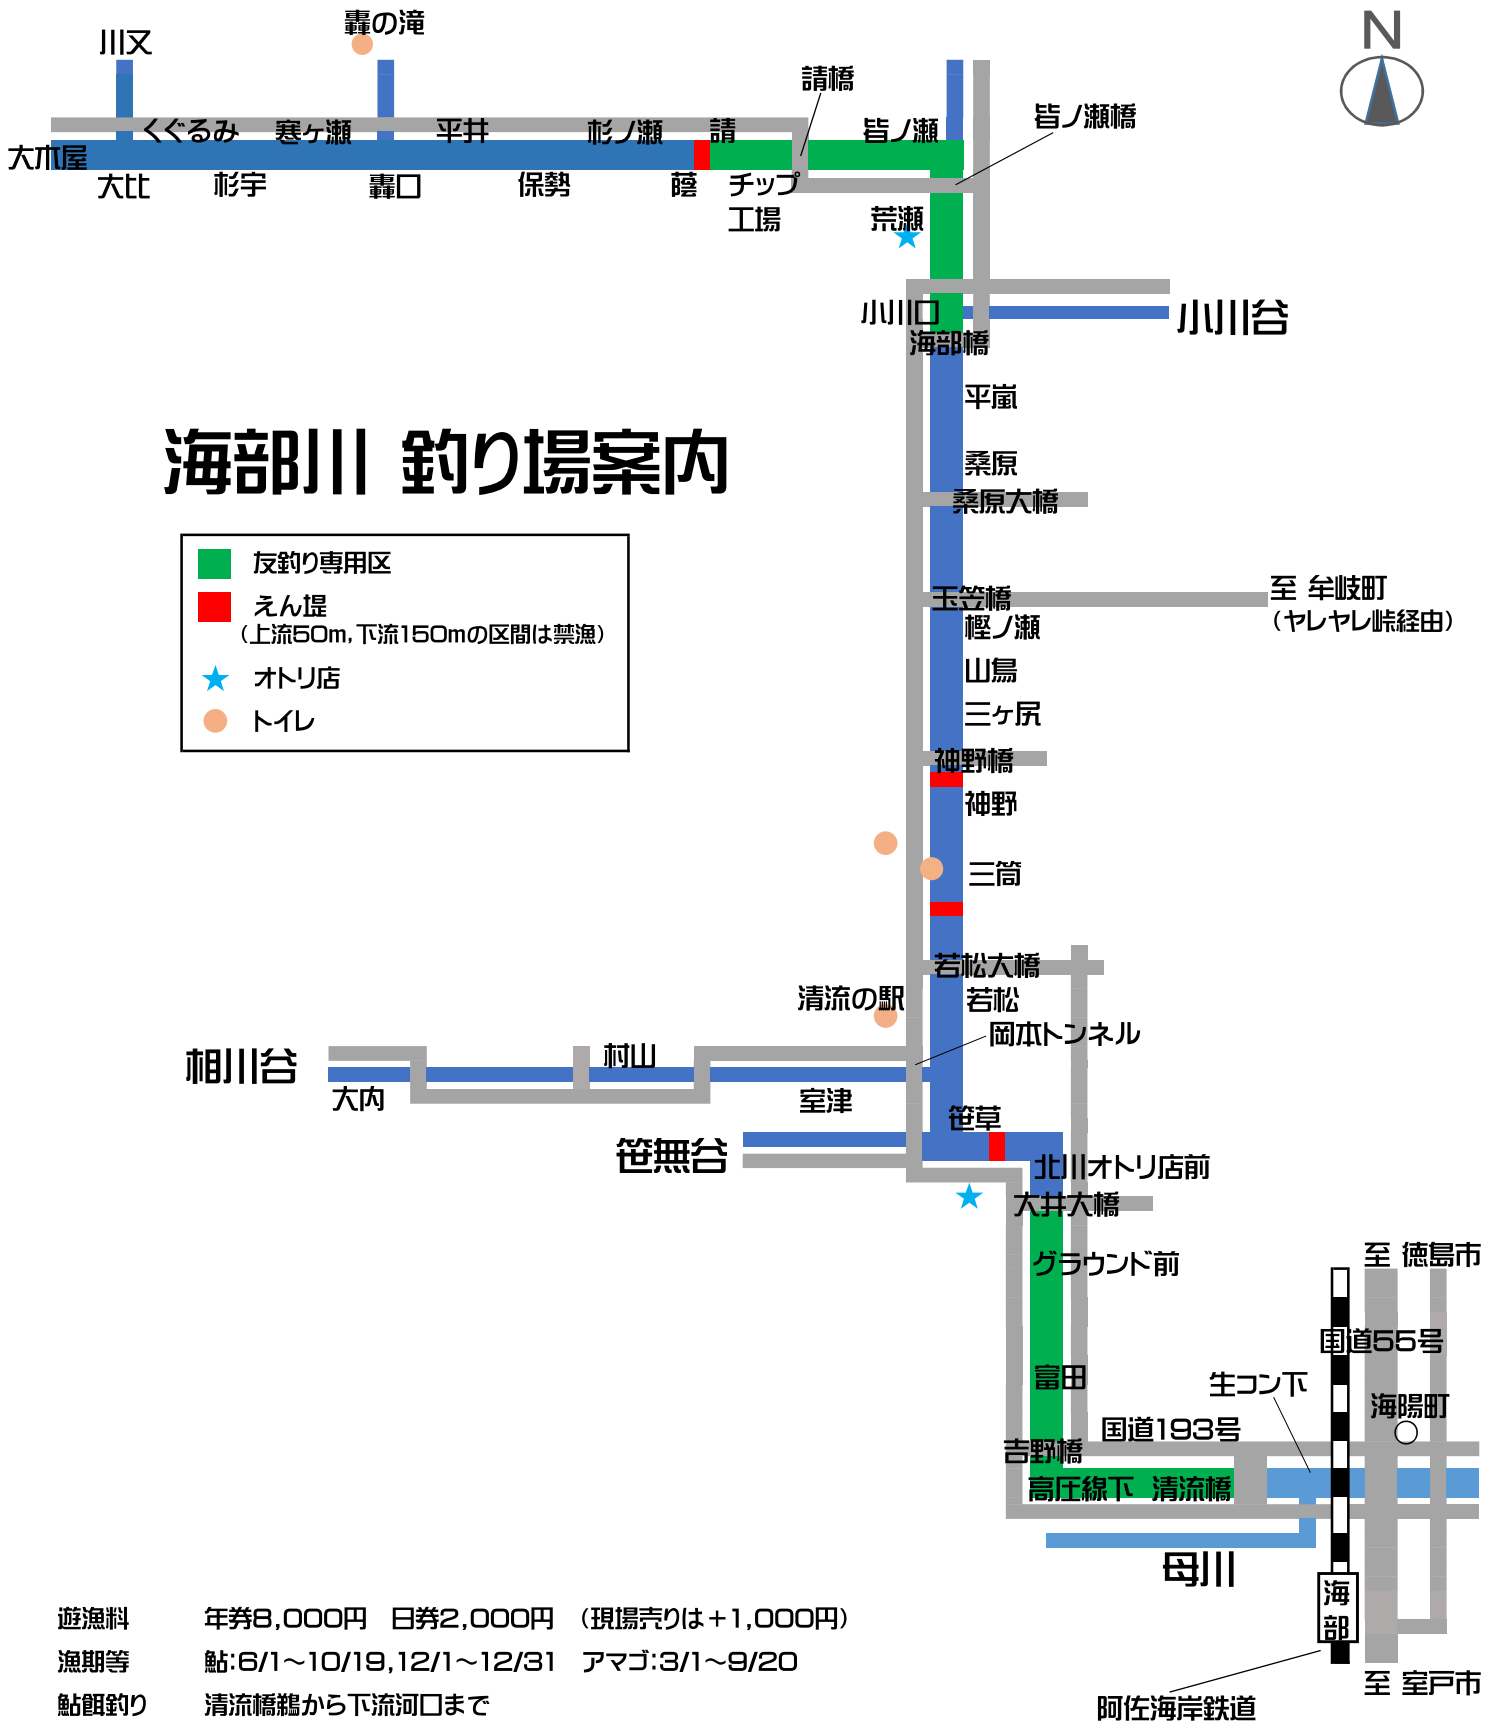 轟の滝
N
川又
請橋
皆ノ瀬橋
くぐるみ
寒ヶ瀬
平井
杉ノ瀬
請
皆ノ瀬
大木屋
大比
杉宇
轟口
保勢
蔭
チップ
工場
荒瀬
小川口
小川谷
海部橋
平嵐
桑原
桑原大橋
海部川 釣り場案内
友釣り専用区
えん堤
(上流50m,下流150mの区間は禁漁)
オトリ店
トイレ
玉笠橋
至 牟岐町
(ヤレヤレ峠経由)
樫ノ瀬
山鳥
三ヶ尻
神野橋
神野
三筒
若松大橋
清流の駅
若松
岡本トンネル
相川谷
村山
大内
室津
笹草
笹無谷
北川オトリ店前
大井大橋
グラウンド前
至 徳島市
国道55号
富田
生コン下
海陽町
国道193号
吉野橋
高圧線下 清流橋
母川
海部
遊漁料 年券8,000円 日券2,000円 (現場売りは+1,000円)
漁期等 鮎:6/1〜10/19,12/1〜12/31 アマゴ:3/1〜9/20
至 室戸市
鮎餌釣り 清流橋鵜から下流河口まで
阿佐海岸鉄道